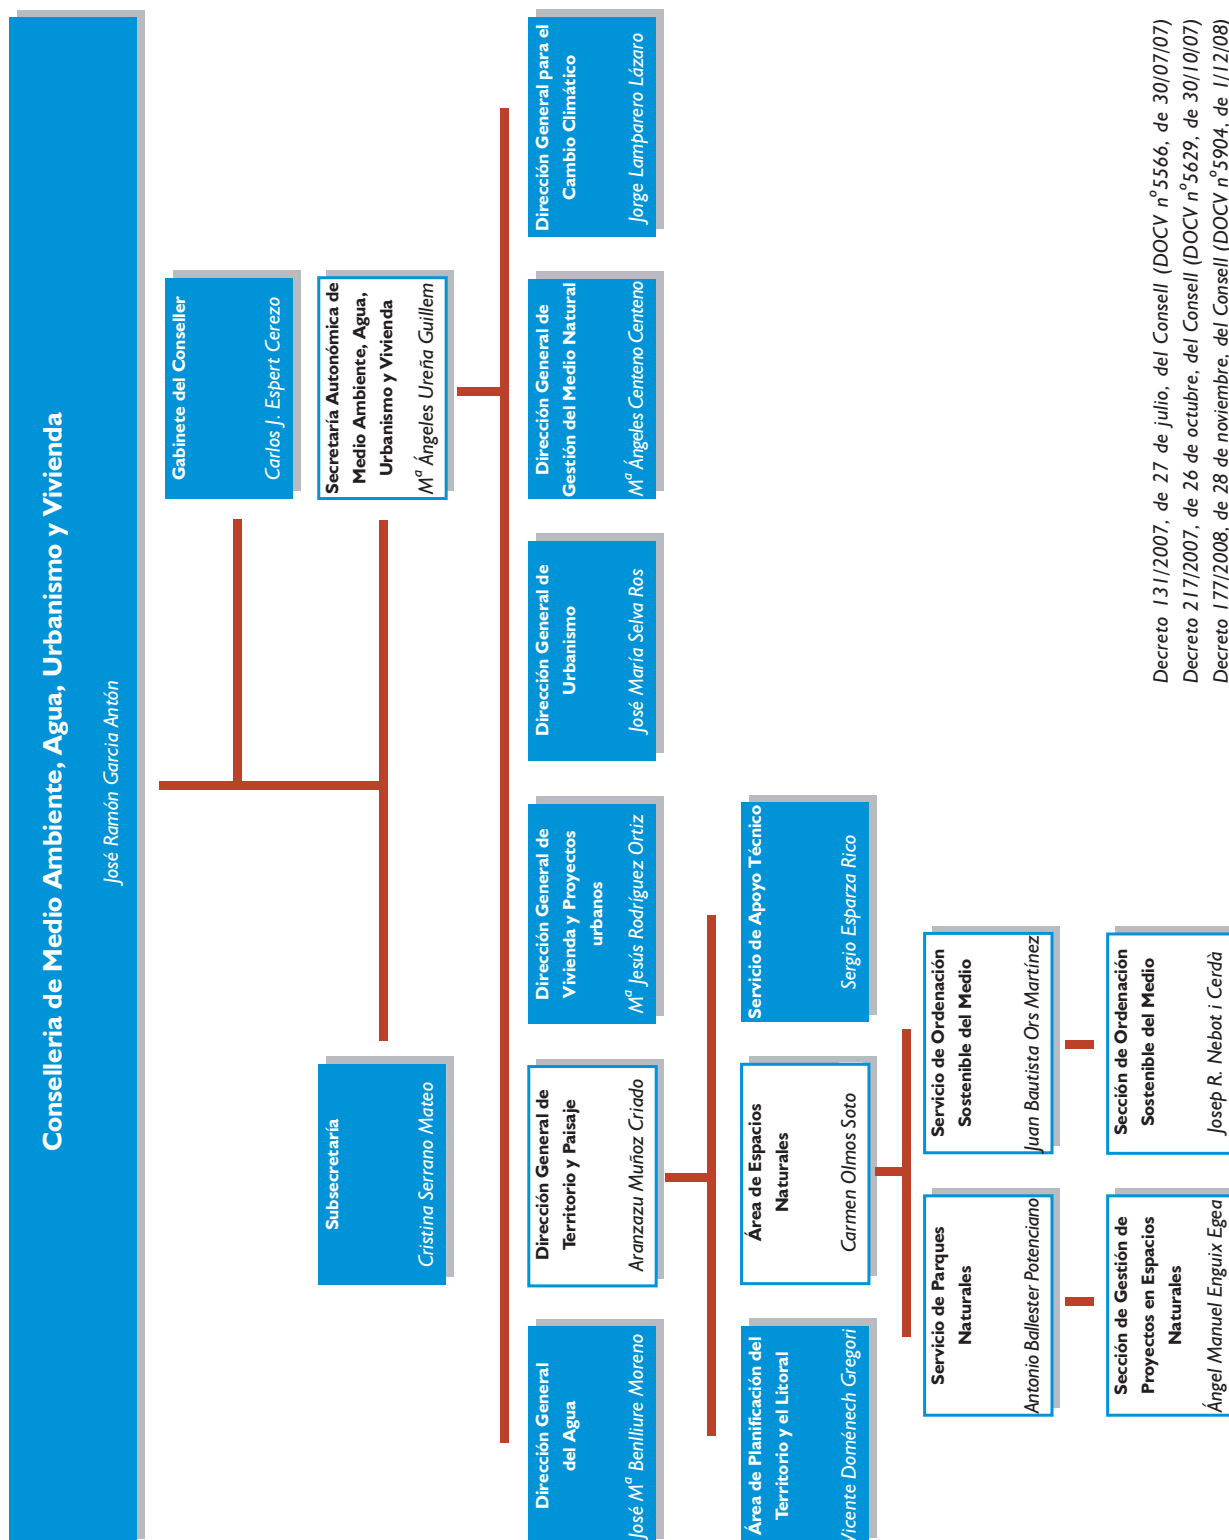 Conselleria de Medio Ambiente, Agua, Urbanismo y Vivienda
José Ramón Garcia Antón
Gabinete del Conseller
Carlos J. Espert Cerezo
Subsecretaría
Cristina Serrano Mateo
Secretaría Autonómica de
Medio Ambiente, Agua,
Urbanismo y Vivienda
Mª Ángeles Ureña Guillem
Dirección General
del Agua
José Mª Benlliure Moreno
Dirección General de
Territorio y Paisaje
Aranzazu Muñoz Criado
Dirección General de
Vivienda y Proyectos
urbanos
Mª Jesús Rodríguez Ortiz
Dirección General de
Urbanismo
José María Selva Ros
Dirección General de
Gestión del Medio Natural
Mª Ángeles Centeno Centeno
Dirección General para el
Cambio Climático
Jorge Lamparero Lázaro
Área de Planificación del
Territorio y el Litoral
Vicente Doménech Gregori
Área de Espacios
Naturales
Carmen Olmos Soto
Servicio de Apoyo Técnico
Sergio Esparza Rico
Servicio de Parques
Naturales
Antonio Ballester Potenciano
Servicio de Ordenación
Sostenible del Medio
Juan Bautista Ors Martínez
Sección de Gestión de
Proyectos en Espacios
Naturales
Ángel Manuel Enguix Egea
Sección de Ordenación
Sostenible del Medio
Josep R. Nebot i Cerdà
Decreto 131/2007, de 27 de julio, del Consell (DOCV nº5566, de 30/07/07)
Decreto 217/2007, de 26 de octubre, del Consell (DOCV nº5629, de 30/10/07)
Decreto 177/2008, de 28 de noviembre, del Consell (DOCV nº5904, de 1/12/08)